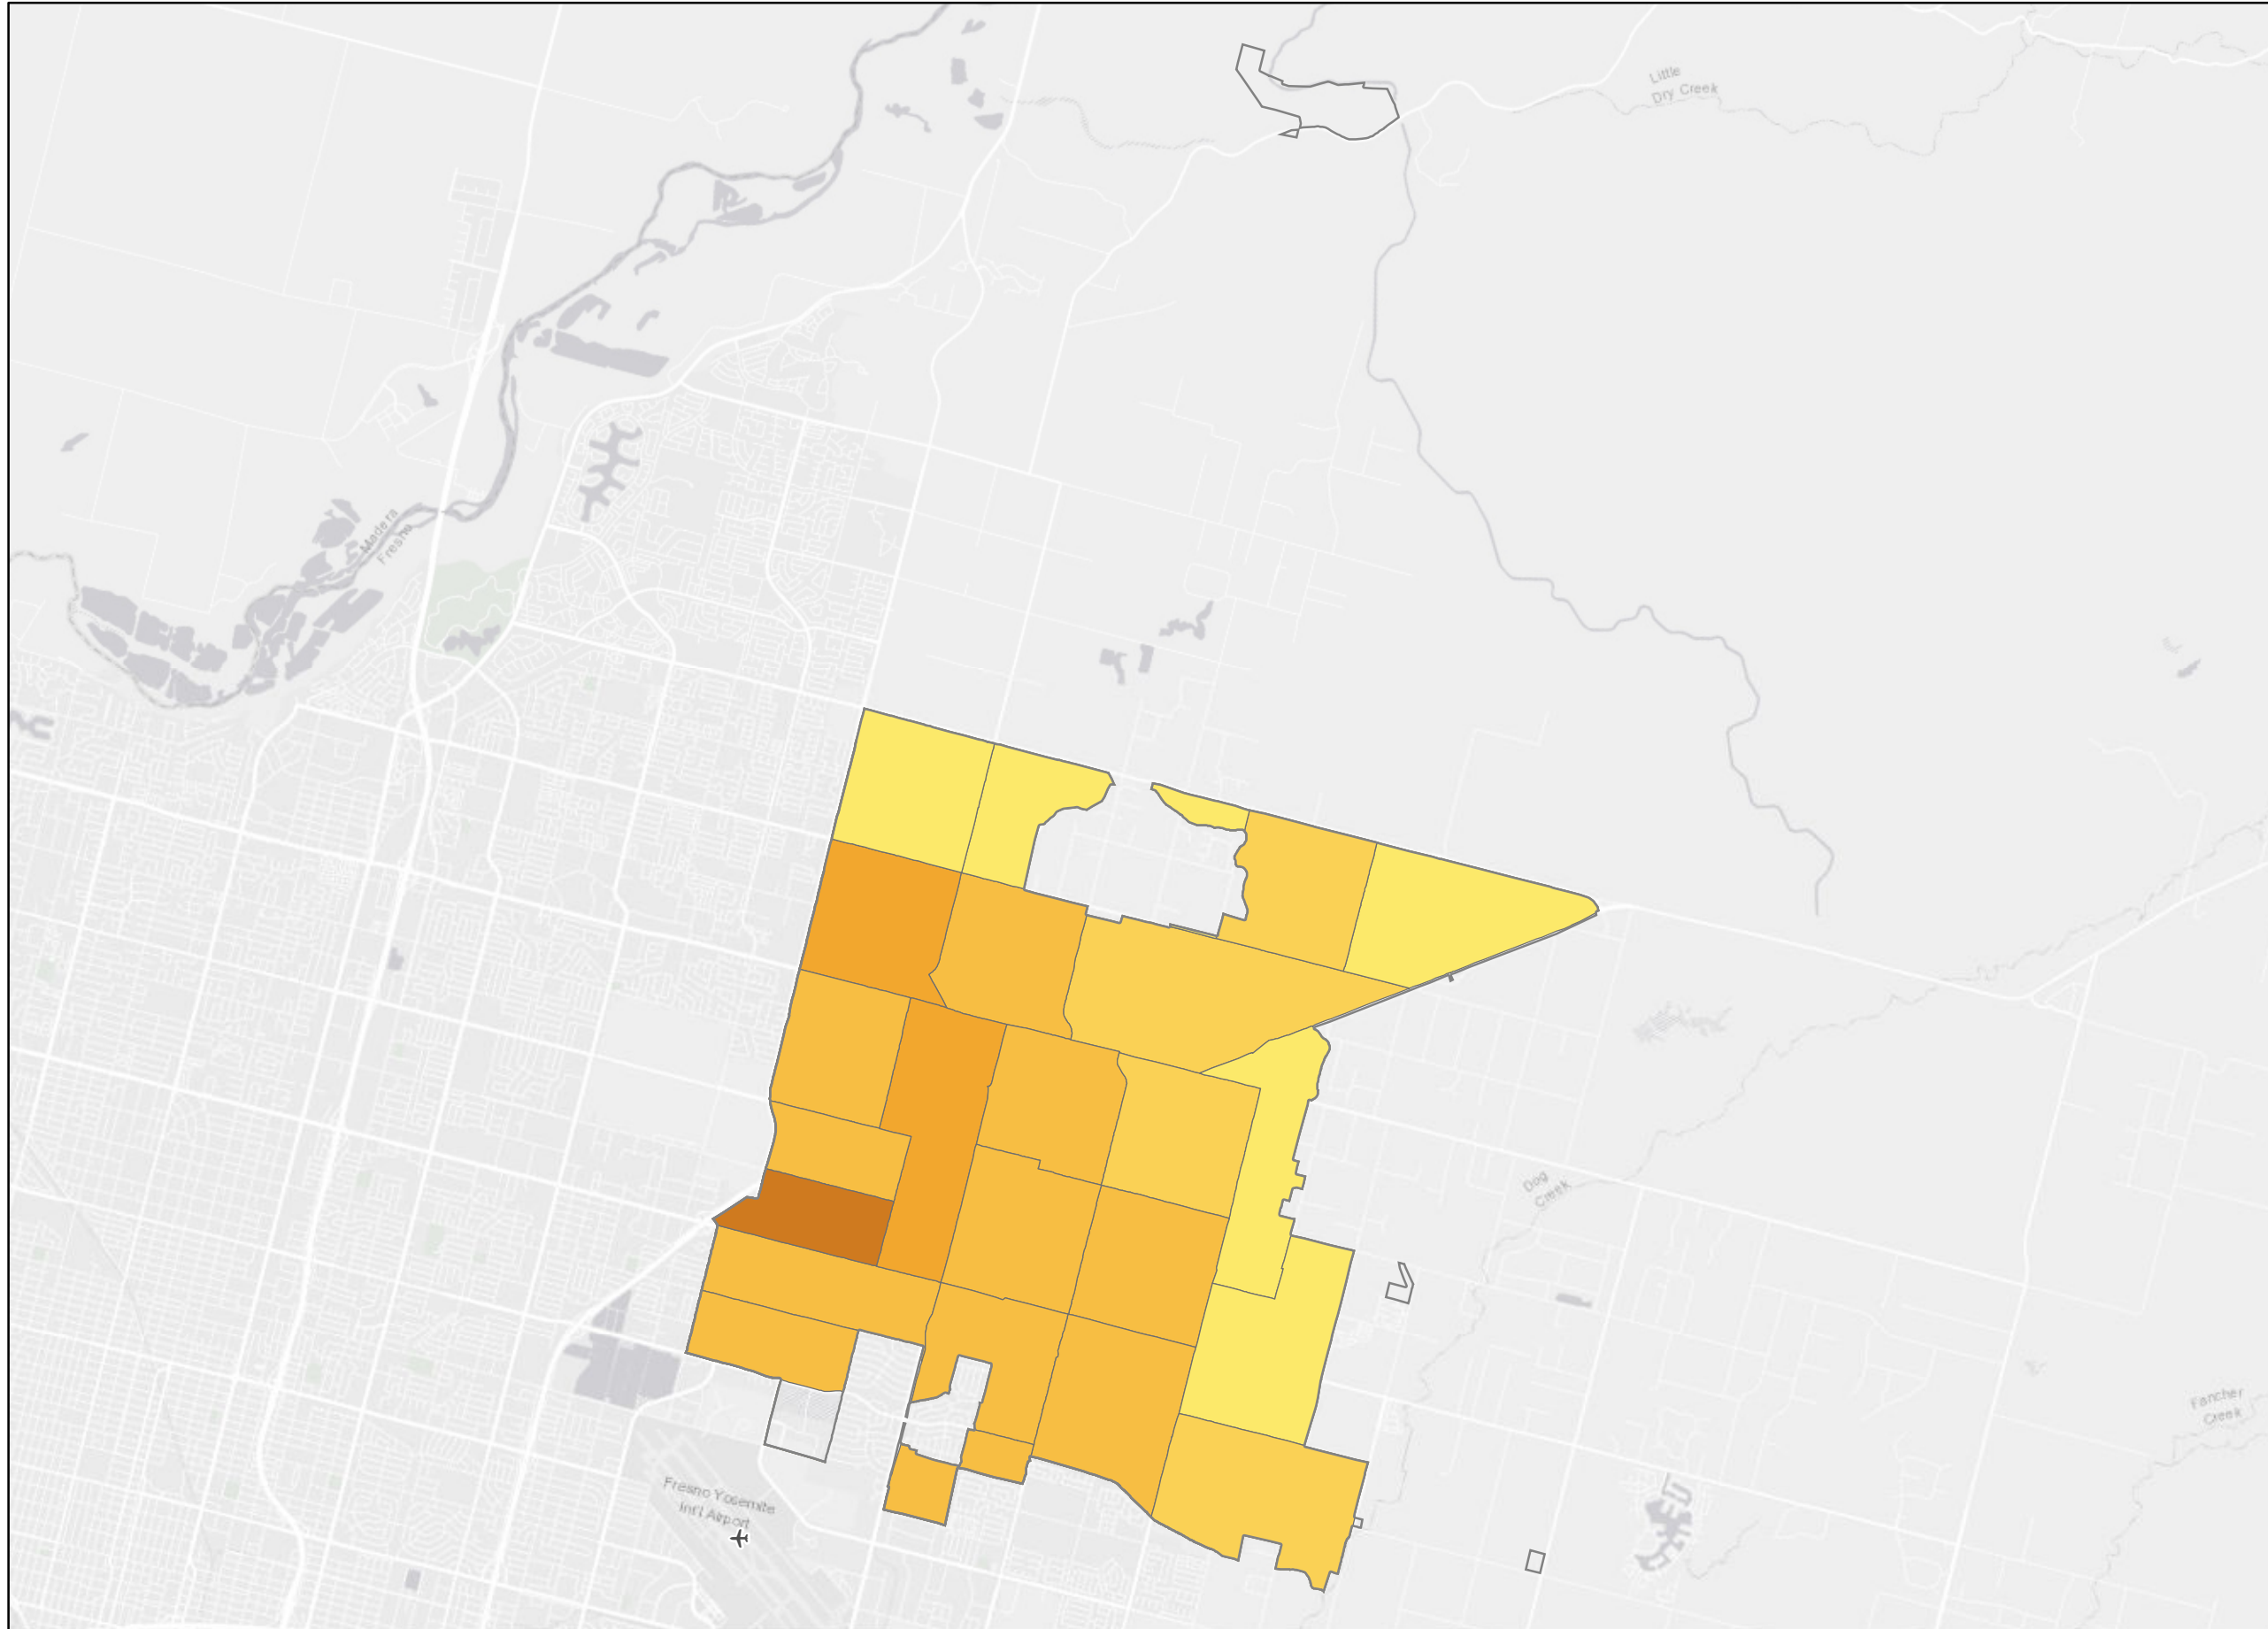 Little
Dry Creek
Madera
Fresno
Dog
Creek
Fancher
Creek
Fresno Yosemite
Int'l Airport